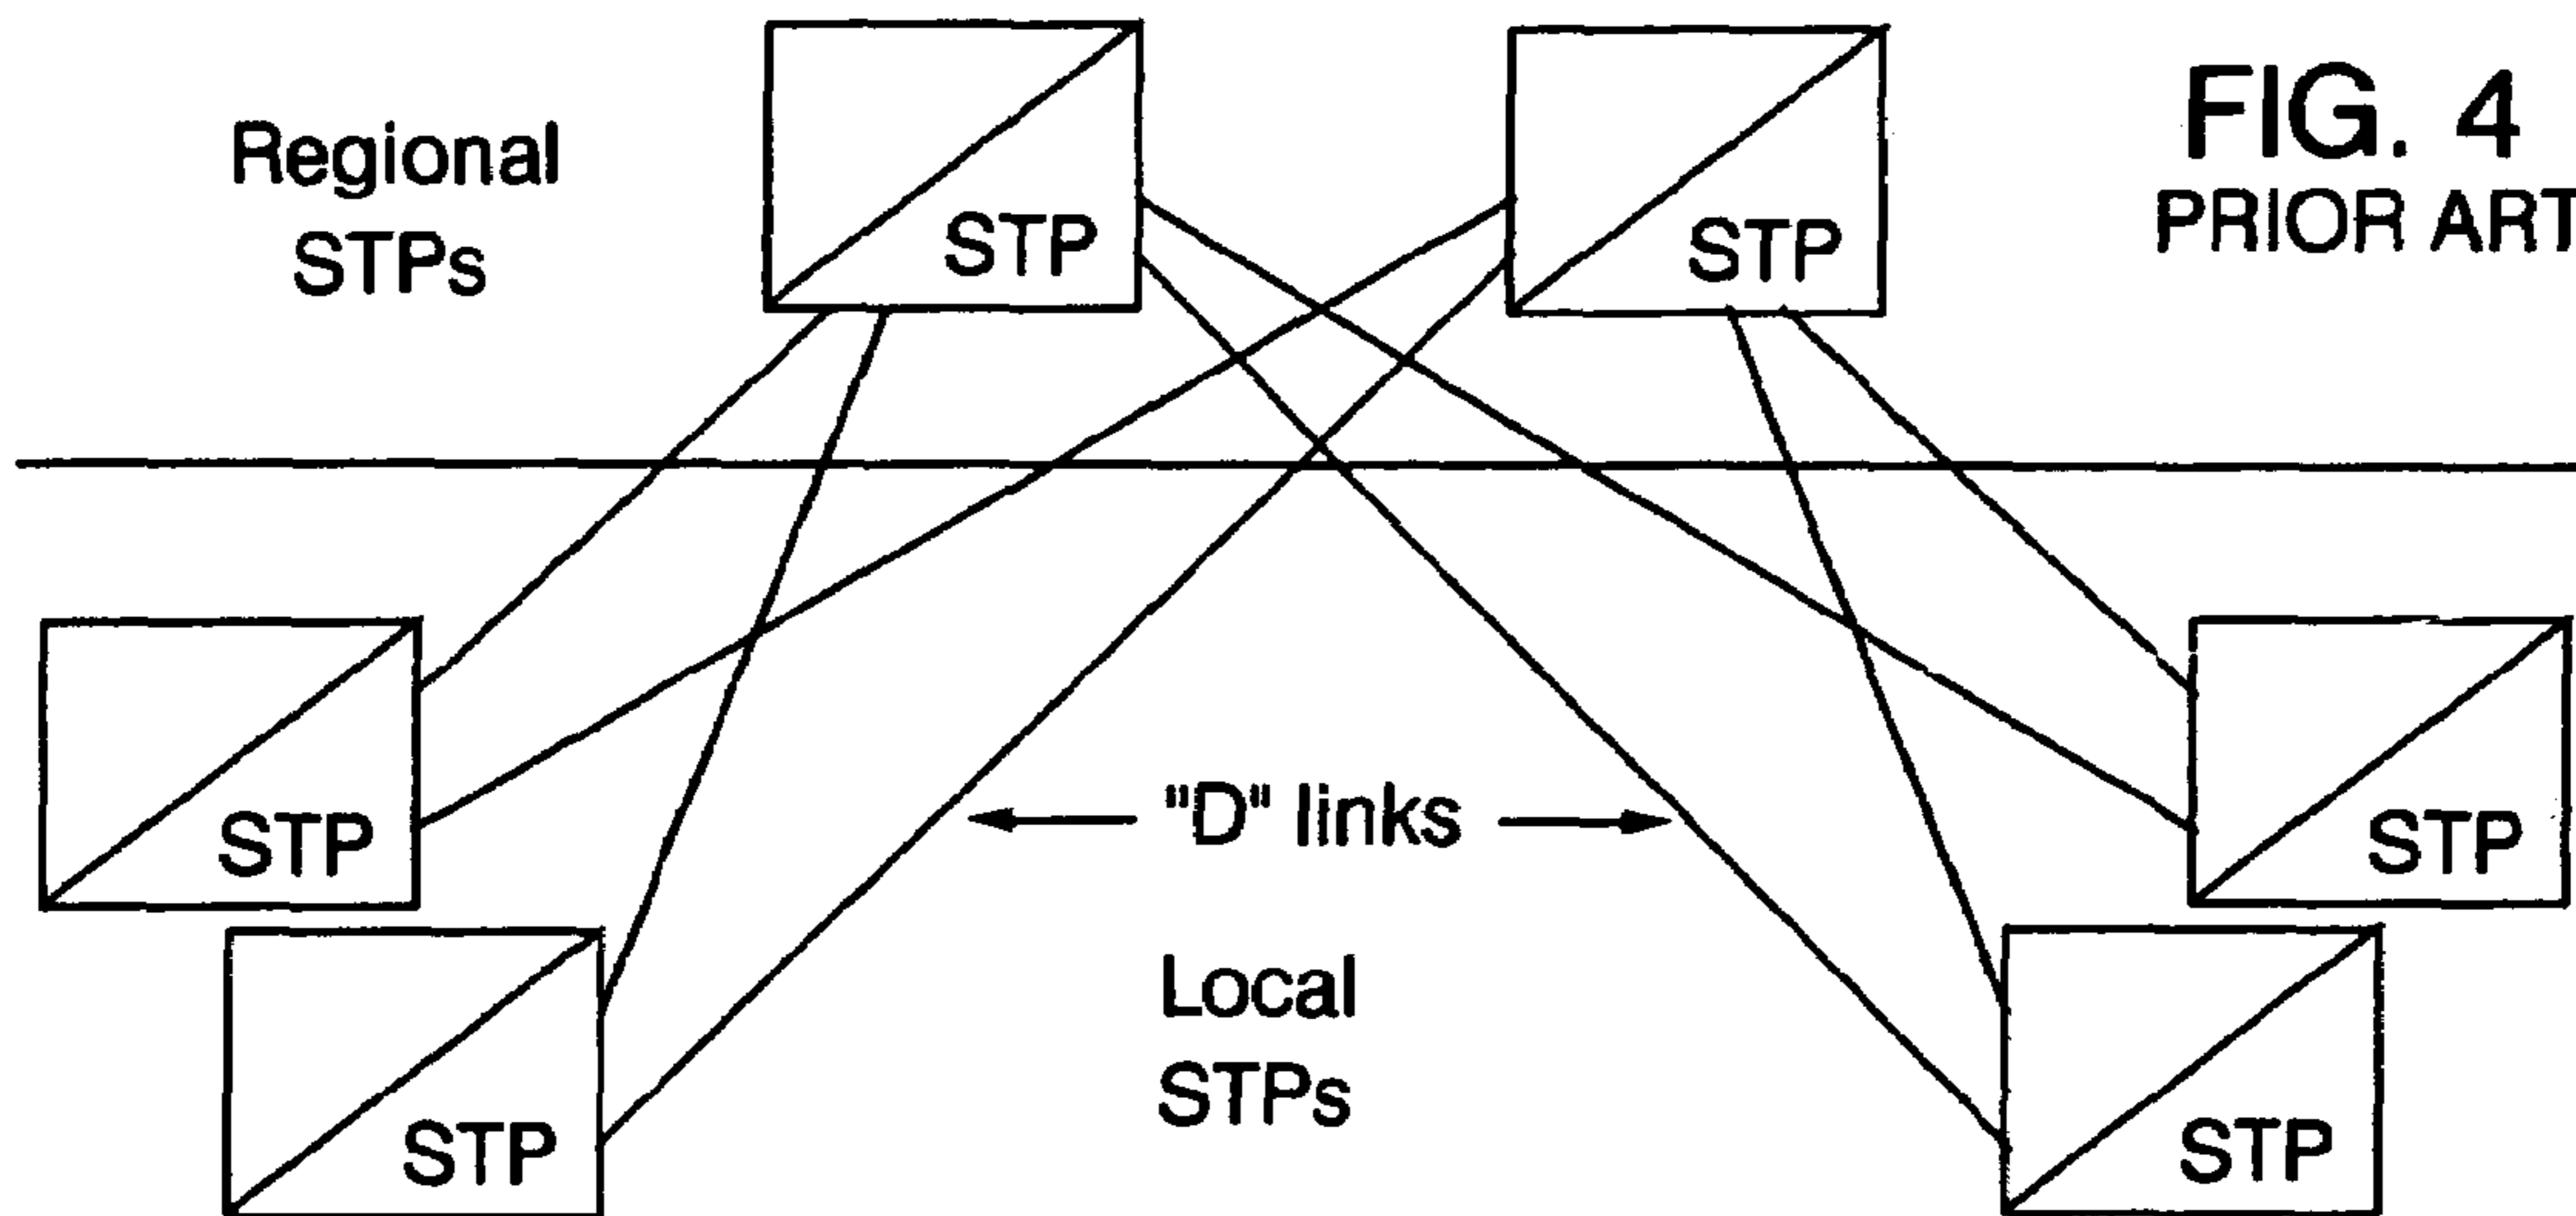 Regional
STPs
STP
STP
FIG. 4
PRIOR ART
STP
STP
"D" links
Local
STPs
STP
STP